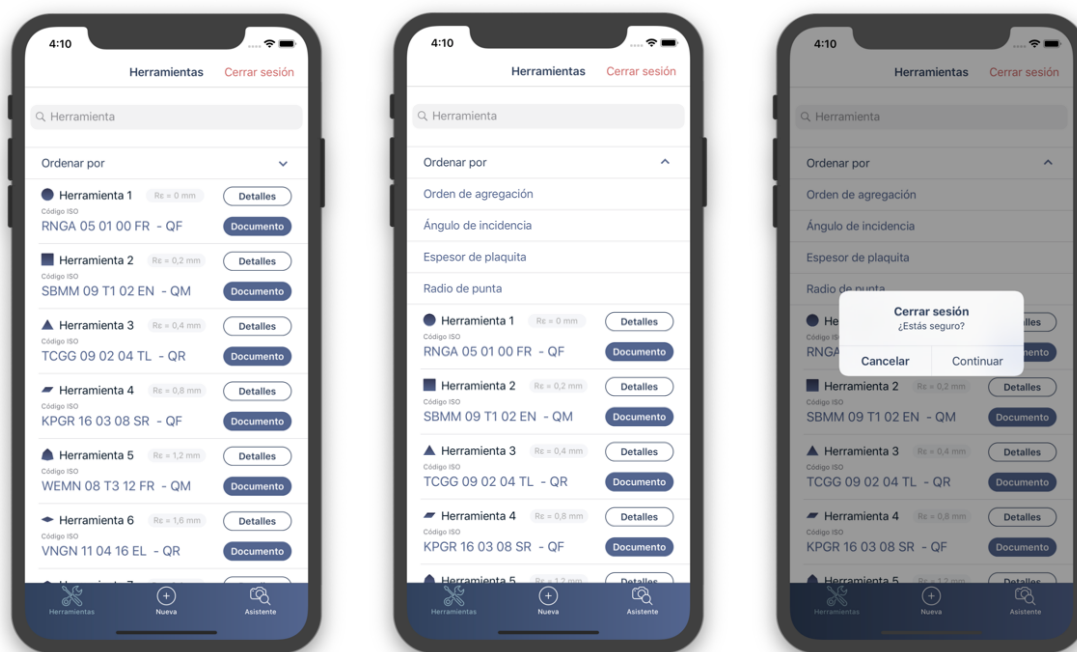 4:10
Herramientas Cerrar sesión
Herramienta
Ordenar por
Herramienta 1 Rε = 0 mm Detalles
Código ISO
RNGA 05 01 00 FR - QF Documento
Herramienta 2 Rε = 0,2 mm Detalles
Código ISO
SBMM 09 T1 02 EN - QM Documento
Herramienta 3 Rε = 0,4 mm Detalles
Código ISO
TCGG 09 02 04 TL - QR Documento
Herramienta 4 Rε = 0,8 mm Detalles
Código ISO
KPGR 16 03 08 SR - QF Documento
Herramienta 5 Rε = 1,2 mm Detalles
Código ISO
WEMN 08 T3 12 FR - QM Documento
Herramienta 6 Rε = 1,6 mm Detalles
Código ISO
VNGN 11 04 16 EL - QR Documento
Herramientas Nueva Asistente
4:10
Herramientas Cerrar sesión
Herramienta
Ordenar por
Orden de agregación
Ángulo de incidencia
Espesor de plaquita
Radio de punta
Herramienta 1 Rε = 0 mm Detalles
Código ISO
RNGA 05 01 00 FR - QF Documento
Herramienta 2 Rε = 0,2 mm Detalles
Código ISO
SBMM 09 T1 02 EN - QM Documento
Herramienta 3 Rε = 0,4 mm Detalles
Código ISO
TCGG 09 02 04 TL - QR Documento
Herramienta 4 Rε = 0,8 mm Detalles
Código ISO
KPGR 16 03 08 SR - QF Documento
Herramienta 5 Rε = 1,2 mm Detalles
Herramientas Nueva Asistente
4:10
Herramientas Cerrar sesión
Herramienta
Ordenar por
Orden de agregación
Ángulo de incidencia
Espesor de plaquita
Radio de punta
Cerrar sesión
¿Estás seguro?
Cancelar Continuar
RNGA
Herramienta 2 Rε = 0,2 mm Detalles
Código ISO
SBMM 09 T1 02 EN - QM Documento
Herramienta 3 Rε = 0,4 mm Detalles
Código ISO
TCGG 09 02 04 TL - QR Documento
Herramienta 4 Rε = 0,8 mm Detalles
Código ISO
KPGR 16 03 08 SR - QF Documento
Herramienta 5 Rε = 1,2 mm Detalles
Herramientas Nueva Asistente